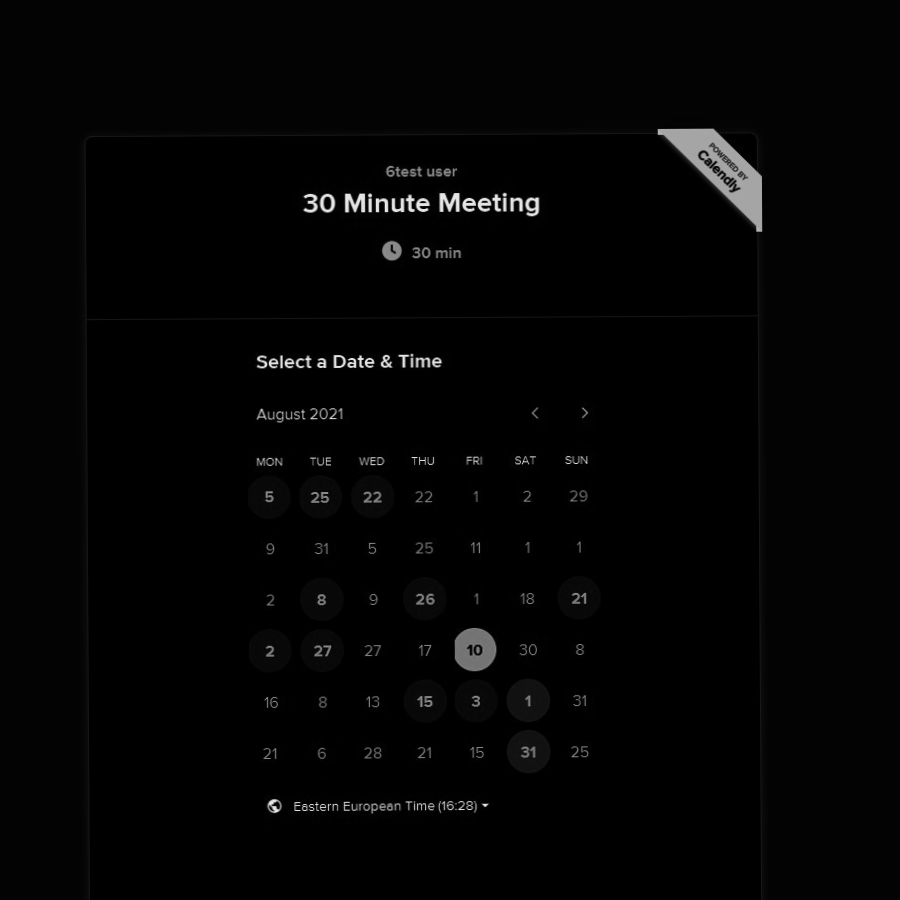 POWERED BY
Calendly
6test user
30 Minute Meeting
30 min
Select a Date & Time
August 2021
MON TUE WED THU FRI SAT SUN
5 25 22 22 1 2 29
9 31 5 25 11 1 1
2 8 9 26 1 18 21
2 27 27 17 10 30 8
16 8 13 15 3 1 31
21 6 28 21 15 31 25
Eastern European Time (16:28)